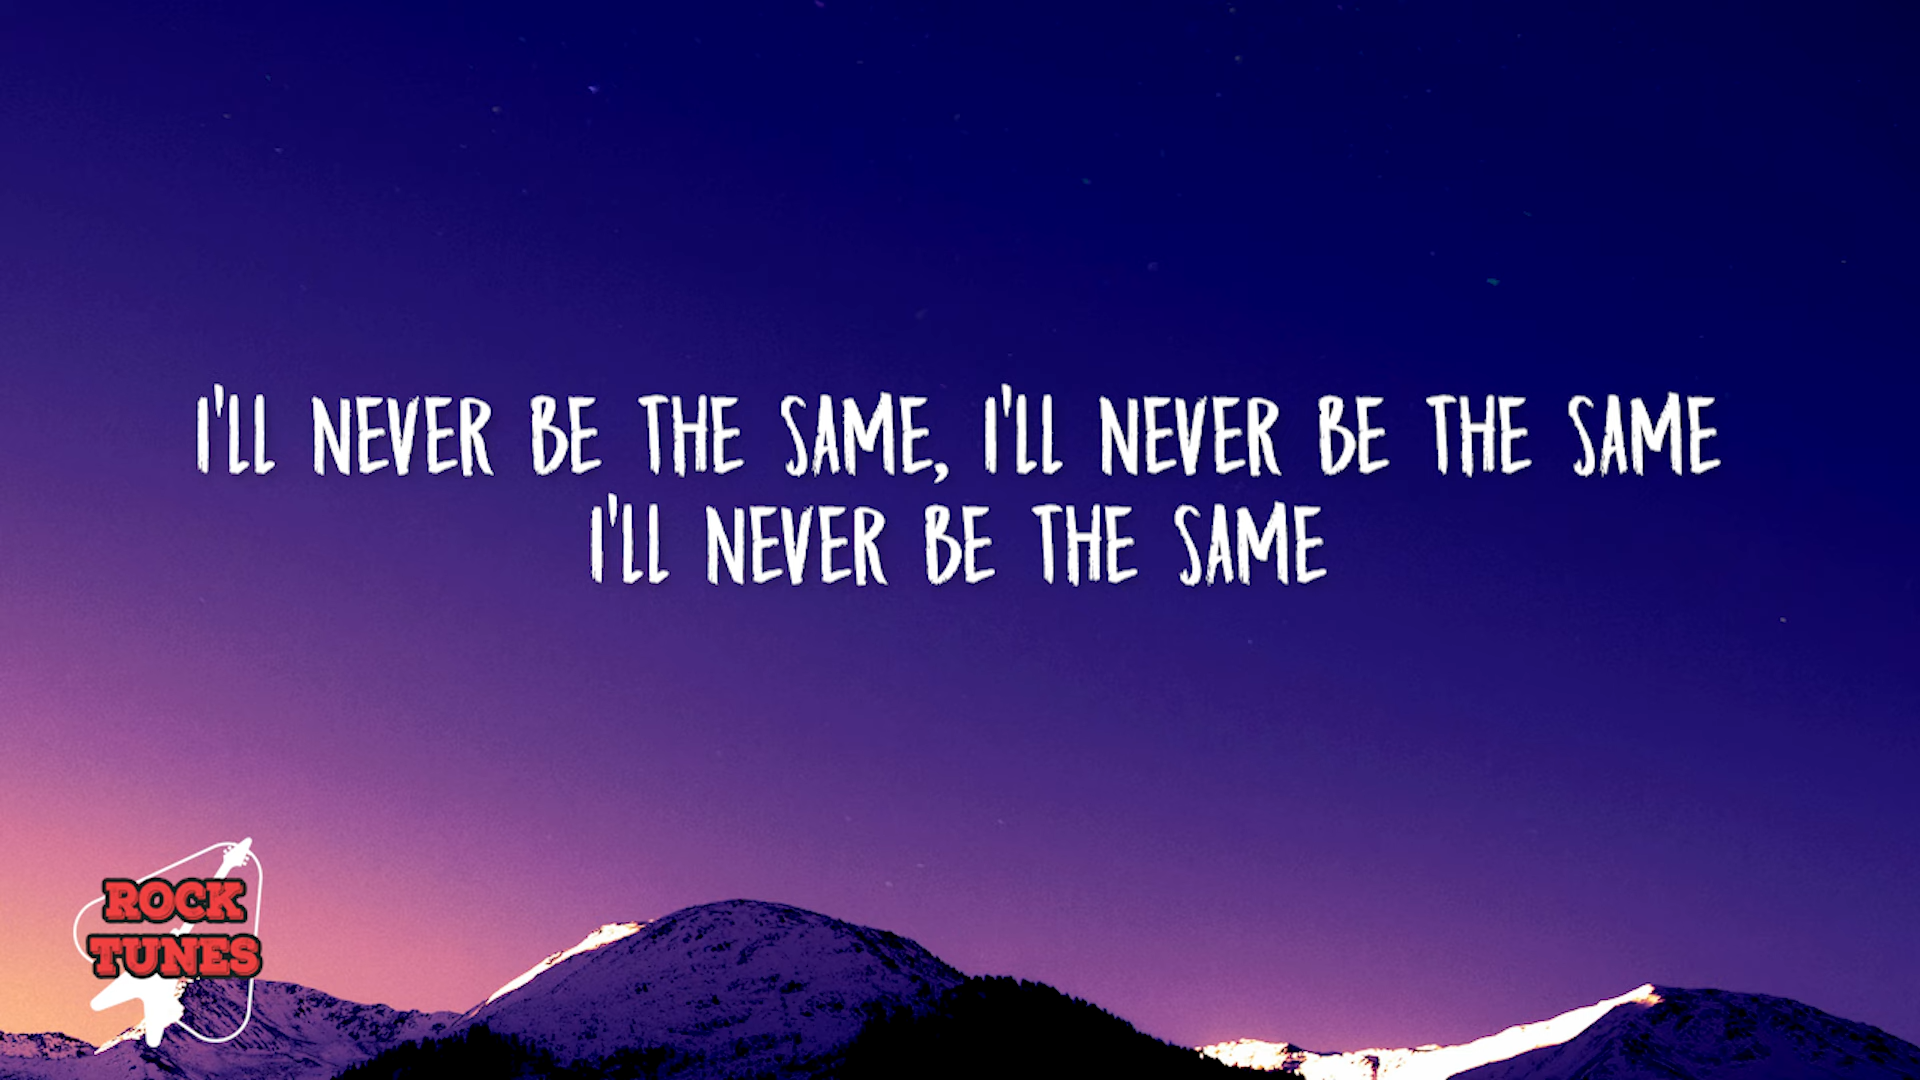 I'LL NEVER BE THE SAME, I'LL NEVER BE THE SAME
I'LL NEVER BE THE SAME
ROCK
TUNES